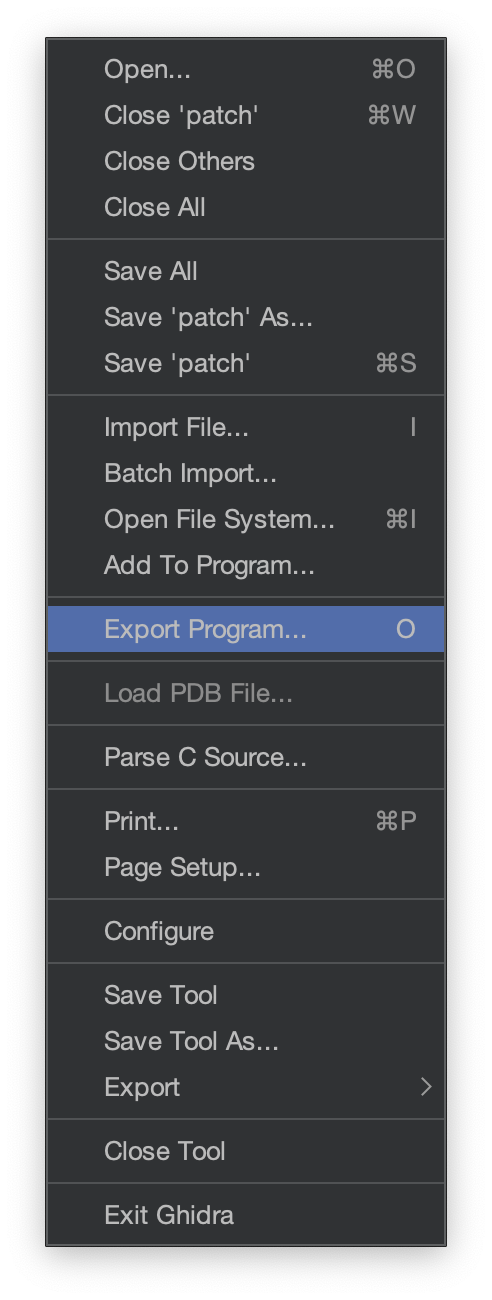 Open... ⌘O
Close 'patch' ⌘W
Close Others
Close All
Save All
Save 'patch' As...
Save 'patch' ⌘S
Import File... I
Batch Import...
Open File System... ⌘I
Add To Program...
Export Program... O
Load PDB File...
Parse C Source...
Print... ⌘P
Page Setup...
Configure
Save Tool
Save Tool As...
Export
Close Tool
Exit Ghidra